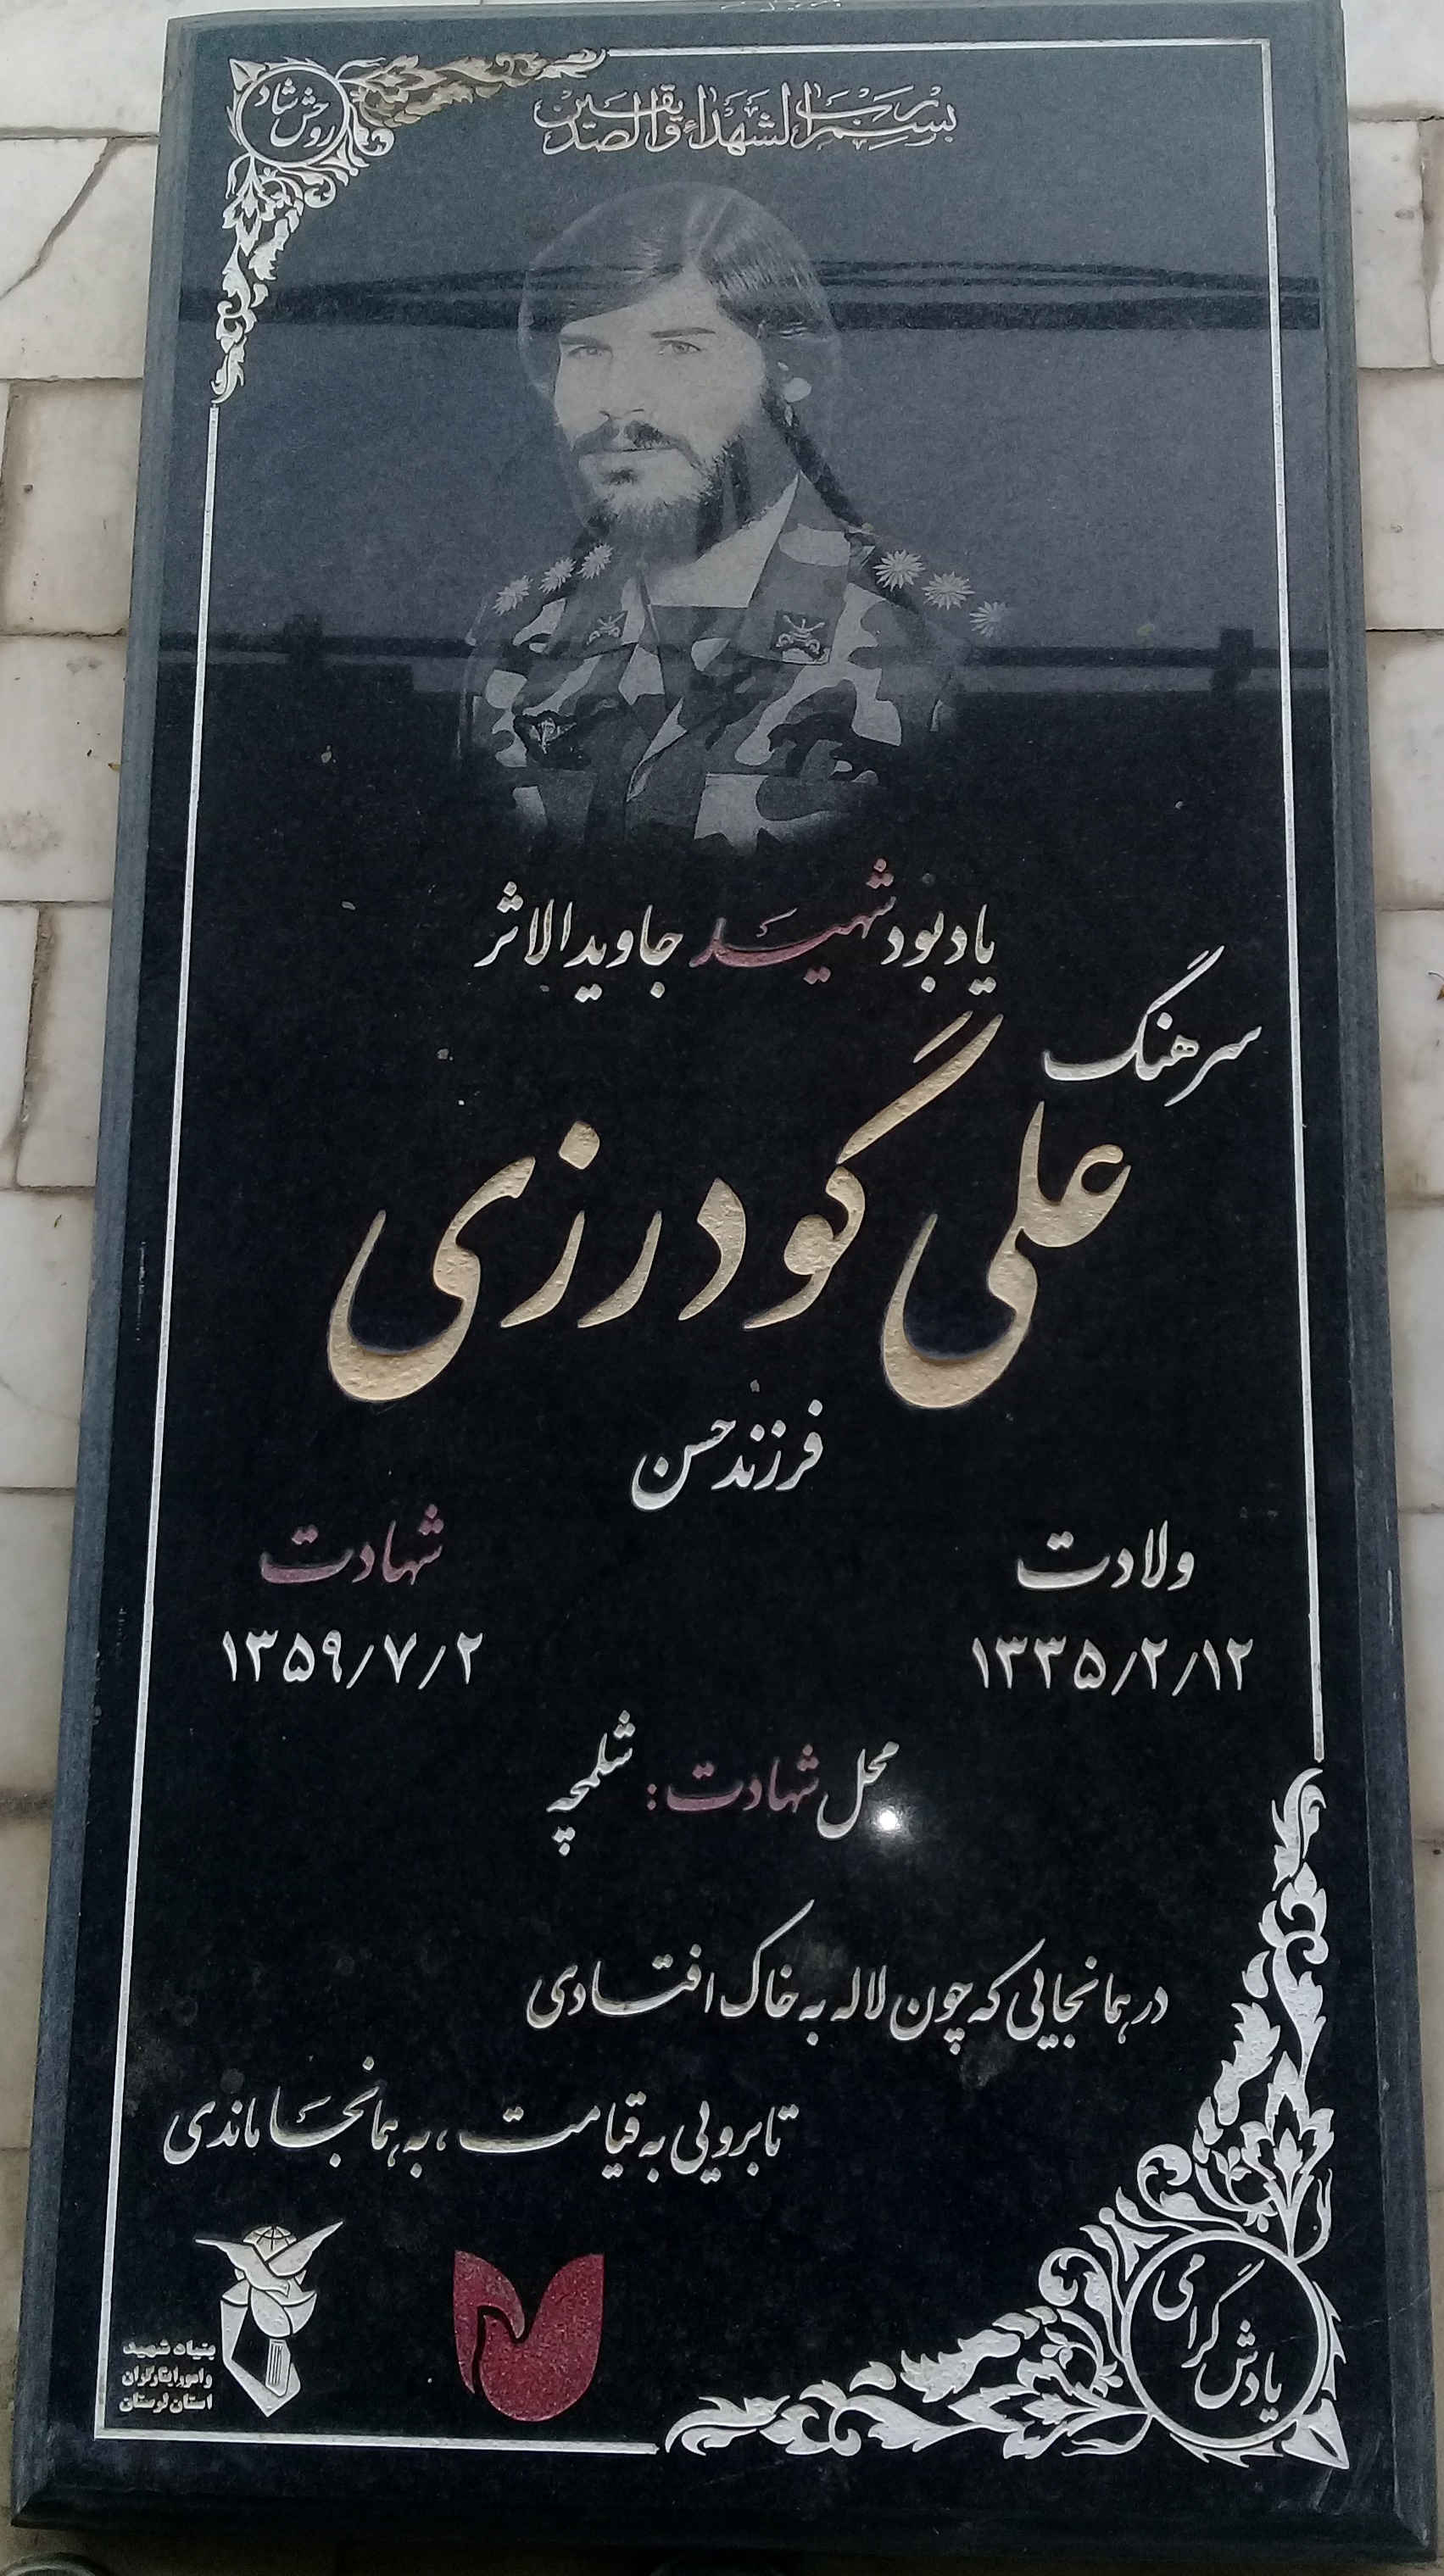 روحش شاد
بسم رب الشهداء و الصدیقین
یادبود شهید جاویدالاثر
سرهنگ
علی گودرزی
فرزند حسن
ولادت
شهادت
۱۳۳۵/۲/۱۲
۱۳۵۹/۷/۲
محل شهادت: شلمچه
در همانجایی که چون لاله به خاک افتادی
تا برویی به قیامت، به همانجا ماندی
بنیاد شهید
و امور ایثارگران
استان لرستان
یادش گرامی